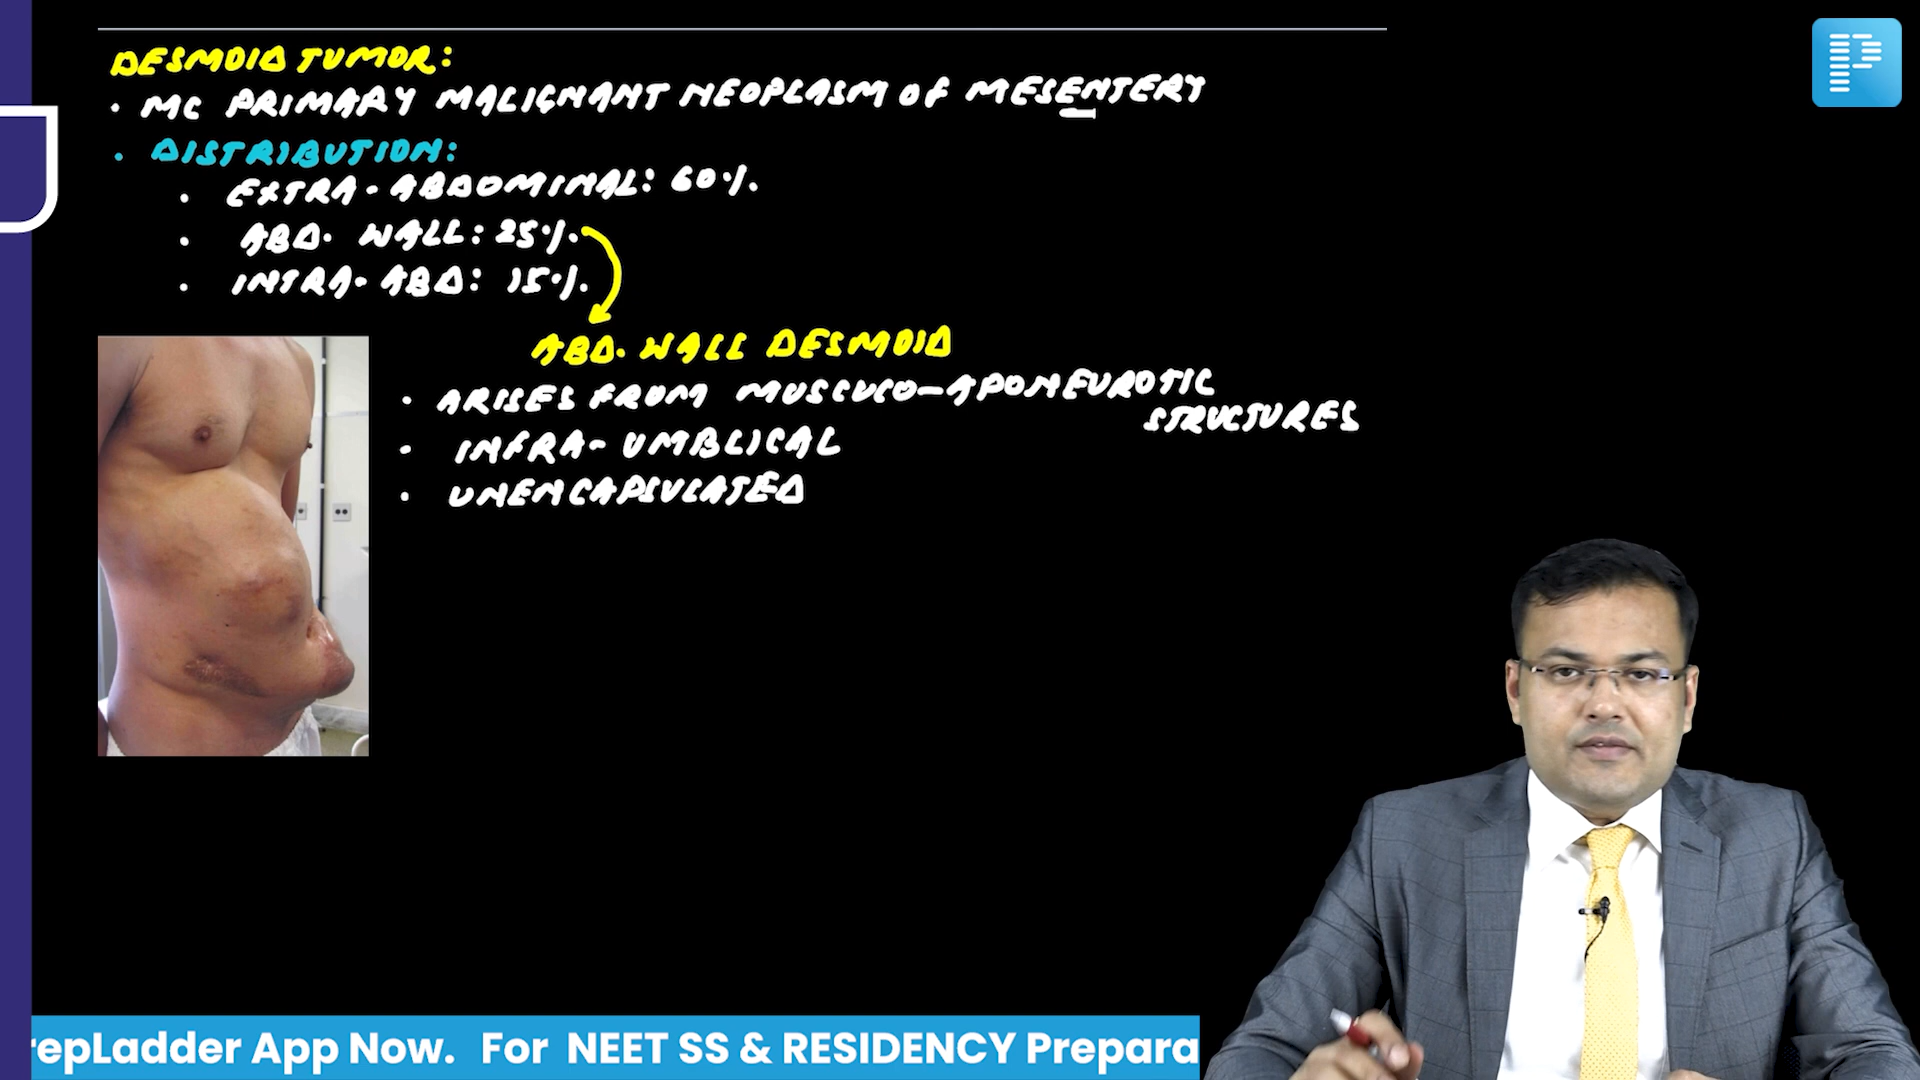 DESMOID TUMOR:
• MC PRIMARY MALIGNANT NEOPLASM OF MESENTERY
• DISTRIBUTION:
• EXTRA-ABDOMINAL: 60%.
• ABD. WALL: 25%.
• INTRA-ABD: 15%.
ABD. WALL DESMOID
• ARISES FROM MUSCULO-APONEUROTIC
STRUCTURES
• INFRA-UMBLICAL
• UNENCAPSULATED
repLadder App Now. For NEET SS & RESIDENCY Prepara